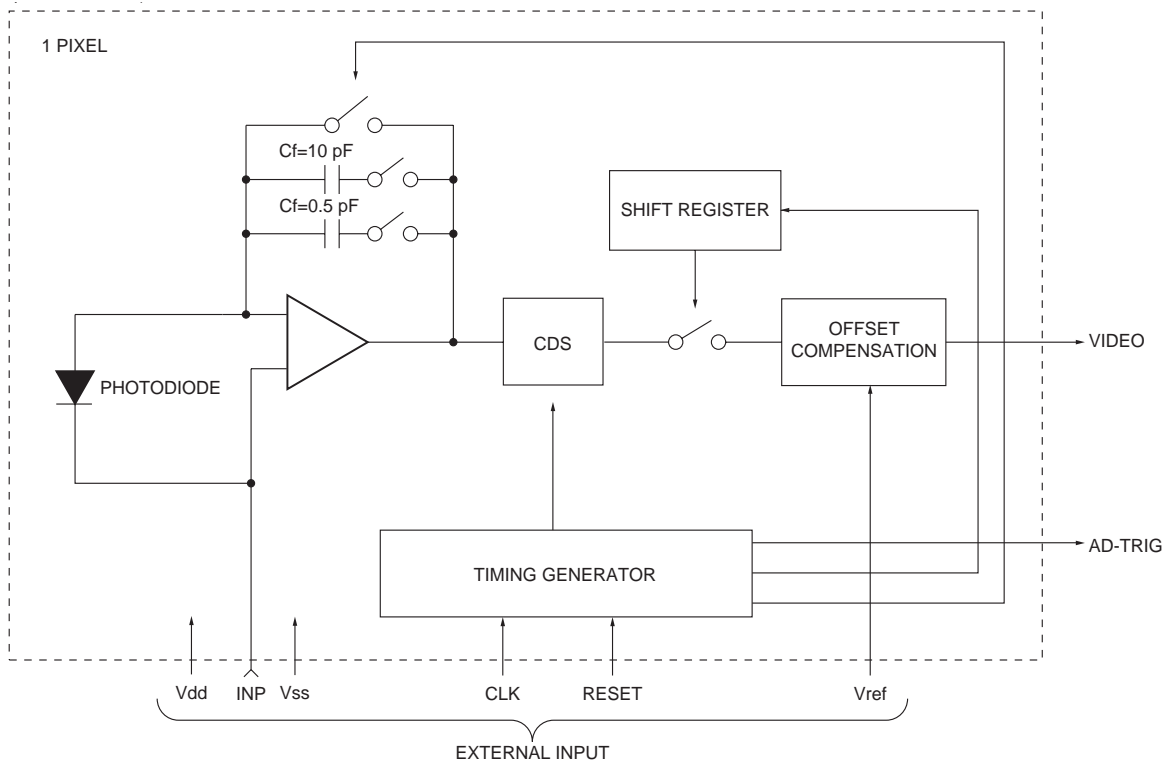 1 PIXEL
Cf=10 pF
Cf=0.5 pF
SHIFT REGISTER
CDS
OFFSET
COMPENSATION
VIDEO
PHOTODIODE
TIMING GENERATOR
AD-TRIG
Vdd
INP
Vss
CLK
RESET
Vref
EXTERNAL INPUT